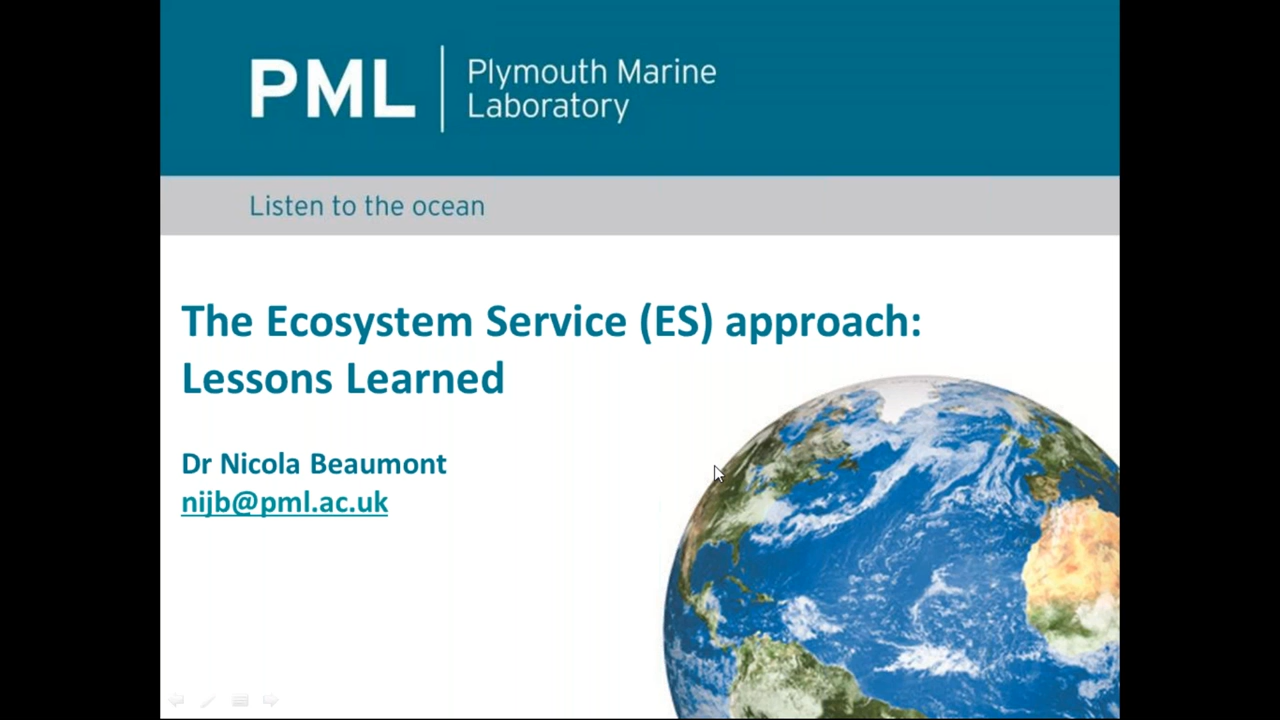 PML
Plymouth Marine
Laboratory
Listen to the ocean
The Ecosystem Service (ES) approach:
Lessons Learned
Dr Nicola Beaumont
nijb@pml.ac.uk